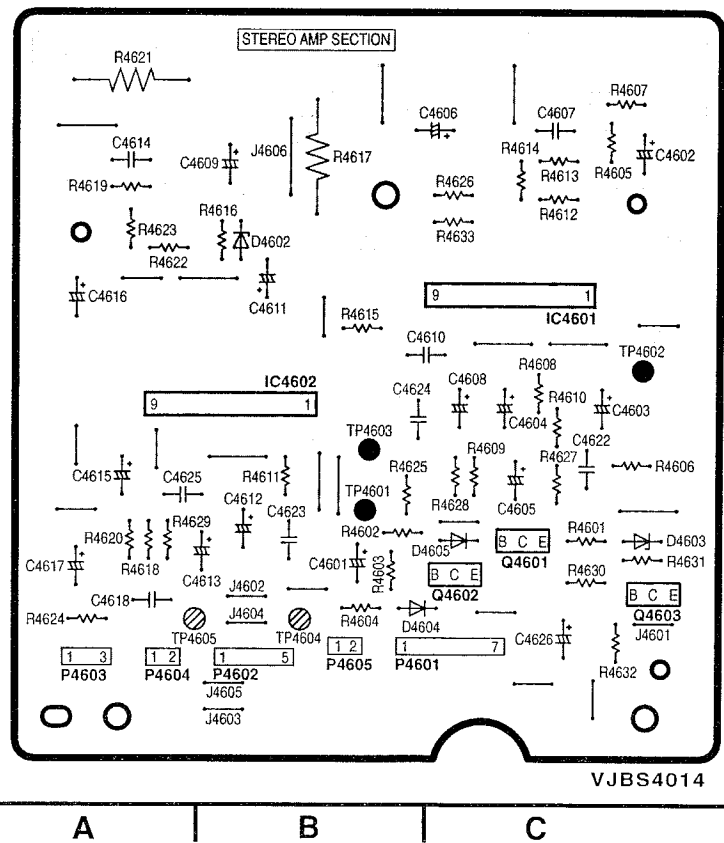 STEREO AMP SECTION
R4621
R4607
C4606
C4607
C4614
C4609
J4606
R4617
R4614
R4613
R4605
C4602
R4619
R4626
R4612
R4616
R4623
D4602
R4633
R4622
C4616
C4611
9 1
IC4601
R4615
C4610
TP4602
R4608
IC4602
9 1
C4624
C4608
R4610
C4604
C4603
TP4603
C4622
R4609
R4627
C4615
C4625
R4611
R4625
R4606
TP4601
C4612
C4623
R4628
C4605
R4620
R4629
R4602
D4605
B C E
Q4601
R4601
D4603
C4617
R4618
C4613
C4601
R4603
R4631
B C E
Q4602
R4630
J4602
C4618
B C E
Q4603
R4624
J4604
R4604
D4604
TP4605
TP4604
C4626
J4601
1 3
P4603
1 2
P4604
1 5
P4602
1 2
P4605
1 7
P4601
R4632
J4605
J4603
VJBS4014
A B C